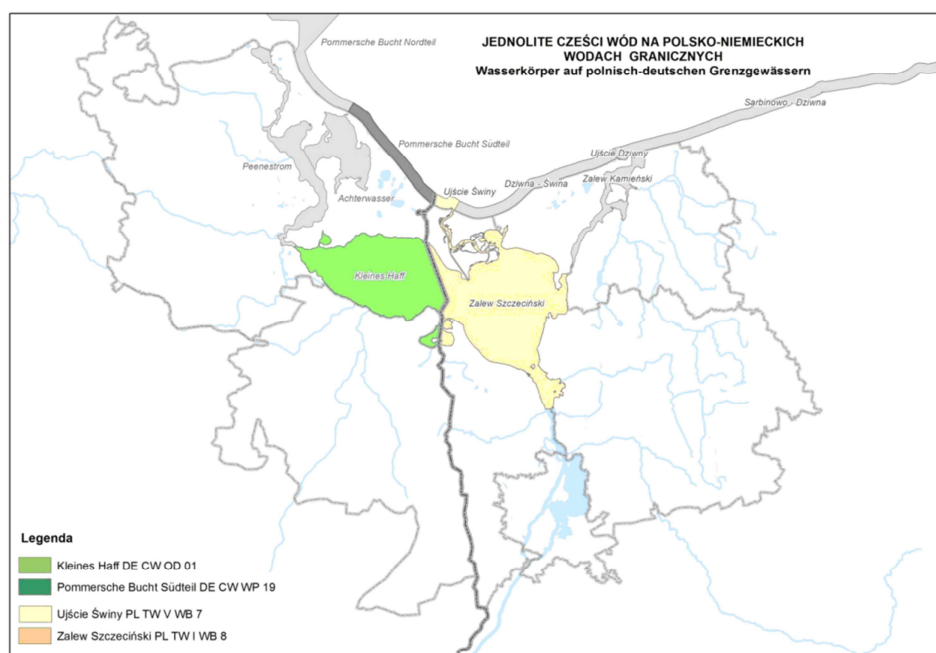 JEDNOLITE CZEŚCI WÓD NA POLSKO-NIEMIECKICH
WODACH GRANICZNYCH
Wasserkörper auf polnisch-deutschen Grenzgewässern
Pommersche Bucht Nordteil
Sarbinowo - Dziwna
Pommersche Bucht Südteil
Ujście Dziwny
Peenestrom
Zalew Kamieński
Dziwna - Świna
Ujście Świny
Achterwasser
Kleines Haff
Zalew Szczeciński
Legenda
Kleines Haff DE CW OD 01
Pommersche Bucht Südteil DE CW WP 19
Ujście Świny PL TW V WB 7
Zalew Szczeciński PL TW I WB 8